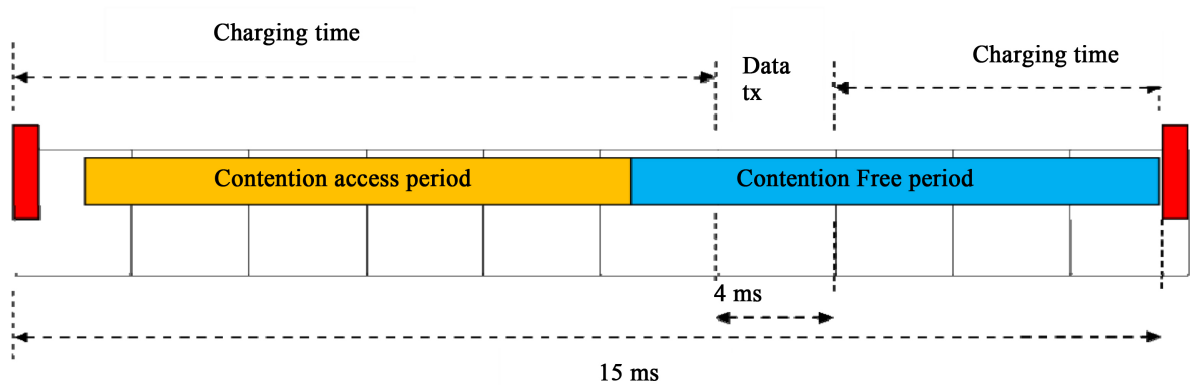 Charging time
Data
tx
Charging time
Contention access period
Contention Free period
4 ms
15 ms